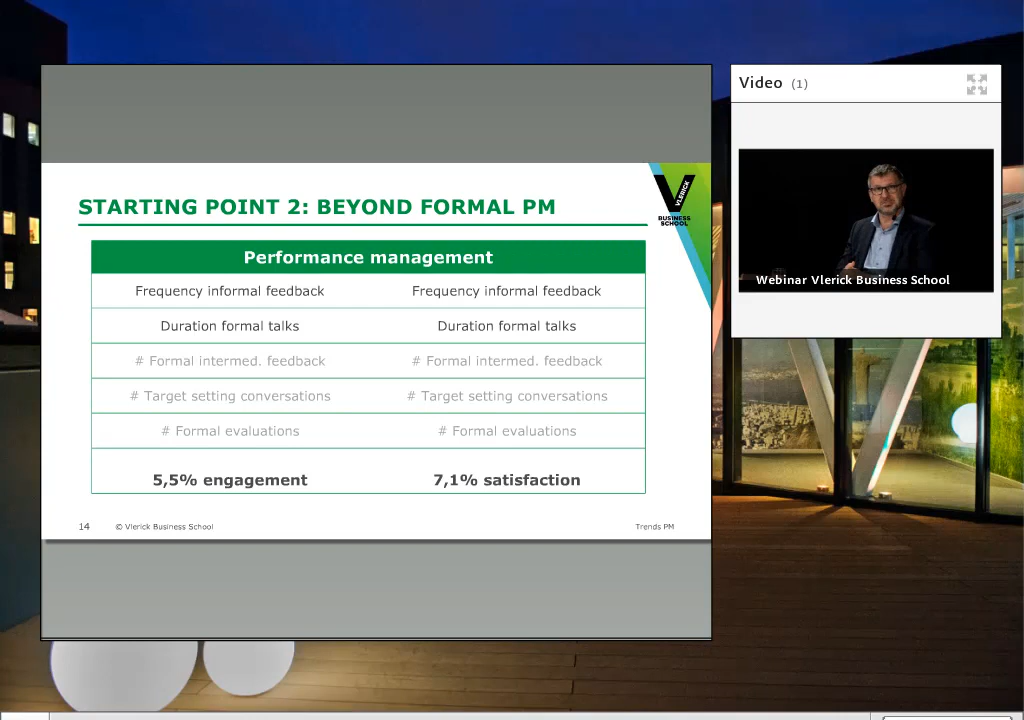 STARTING POINT 2: BEYOND FORMAL PM
VLERICK
BUSINESS
SCHOOL
Performance management
Frequency informal feedback Frequency informal feedback
Duration formal talks Duration formal talks
# Formal intermed. feedback # Formal intermed. feedback
# Target setting conversations # Target setting conversations
# Formal evaluations # Formal evaluations
5,5% engagement 7,1% satisfaction
14 © Vlerick Business School Trends PM
Video (1)
Webinar Vlerick Business School